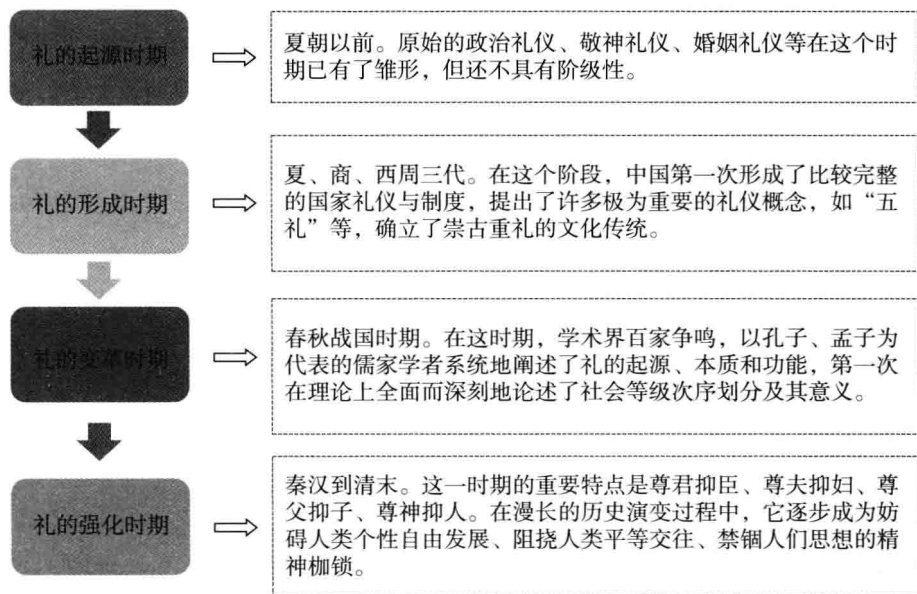 礼的起源时期
夏朝以前。原始的政治礼仪、敬神礼仪、婚姻礼仪等在这个时
期已有了雏形，但还不具有阶级性。
礼的形成时期
夏、商、西周三代。在这个阶段，中国第一次形成了比较完整
的国家礼仪与制度，提出了许多极为重要的礼仪概念，如“五
礼”等，确立了崇古重礼的文化传统。
礼的变革时期
春秋战国时期。在这时期，学术界百家争鸣，以孔子、孟子为
代表的儒家学者系统地阐述了礼的起源、本质和功能，第一次
在理论上全面而深刻地论述了社会等级次序划分及其意义。
礼的强化时期
秦汉到清末。这一时期的重要特点是尊君抑臣、尊夫抑妇、尊
父抑子、尊神抑人。在漫长的历史演变过程中，它逐步成为妨
碍人类个性自由发展、阻挠人类平等交往、禁锢人们思想的精
神枷锁。